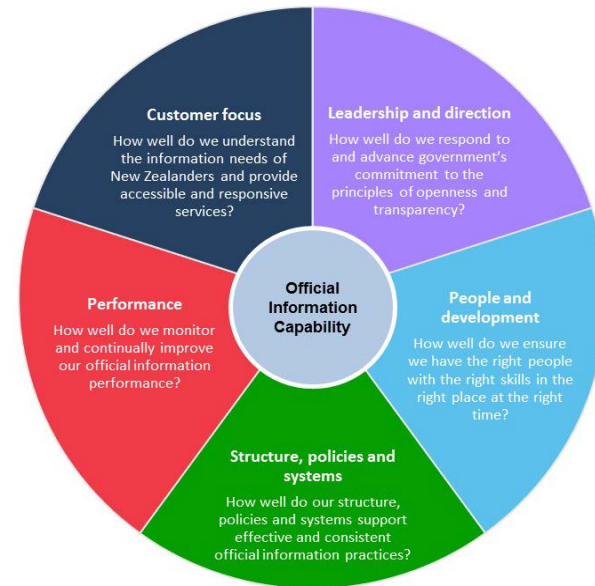 Customer focus
How well do we understand
the information needs of
New Zealanders and provide
accessible and responsive
services?
Leadership and direction
How well do we respond to
and advance government's
commitment to the
principles of openness and
transparency?
Official
Information
Capability
Performance
How well do we monitor
and continually improve
our official information
performance?
People and
development
How well do we ensure
we have the right people
with the right skills in the
right place at the right
time?
Structure, policies and
systems
How well do our structure,
policies and systems support
effective and consistent
official information practices?